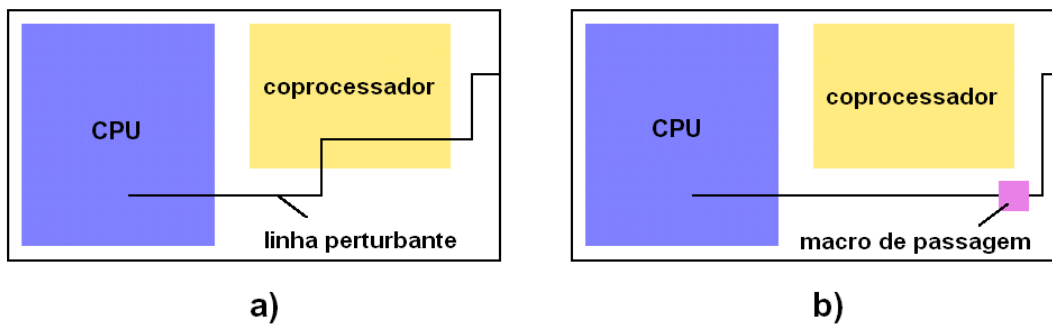 CPU
coprocessador
linha perturbante
a)
CPU
coprocessador
macro de passagem
b)